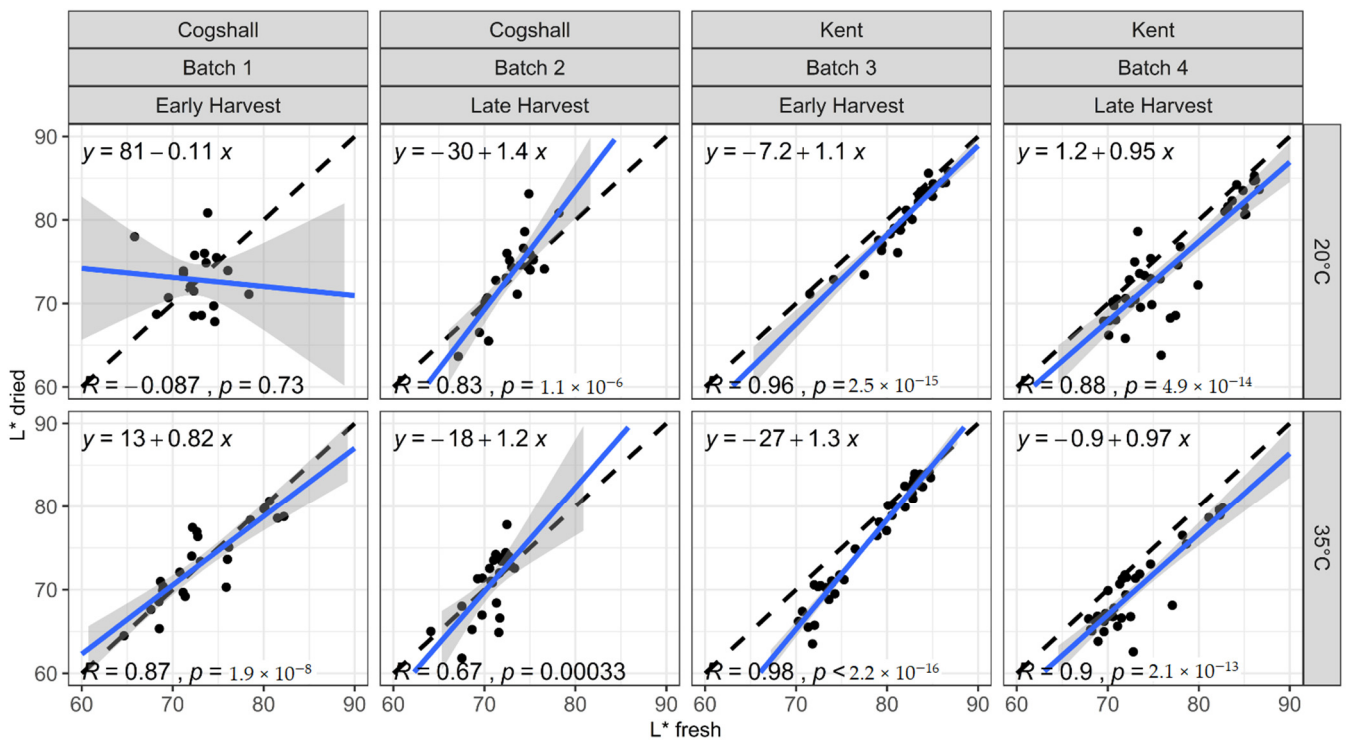 Cogshall Cogshall Kent Kent
Batch 1 Batch 2 Batch 3 Batch 4
Early Harvest Late Harvest Early Harvest Late Harvest
90
80
70
60
y = 81 − 0.11 x
R = −0.087 , p = 0.73
y = −30 + 1.4 x
R = 0.83 , p = 1.1 × 10⁻⁶
y = −7.2 + 1.1 x
R = 0.96 , p = 2.5 × 10⁻¹⁵
y = 1.2 + 0.95 x
R = 0.88 , p = 4.9 × 10⁻¹⁴
20°C
L* dried
90
80
70
60
y = 13 + 0.82 x
R = 0.87 , p = 1.9 × 10⁻⁸
y = −18 + 1.2 x
R = 0.67 , p = 0.00033
y = −27 + 1.3 x
R = 0.98 , p < 2.2 × 10⁻¹⁶
y = −0.9 + 0.97 x
R = 0.9 , p = 2.1 × 10⁻¹³
35°C
60 70 80 90 60 70 80 90 60 70 80 90 60 70 80 90
L* fresh